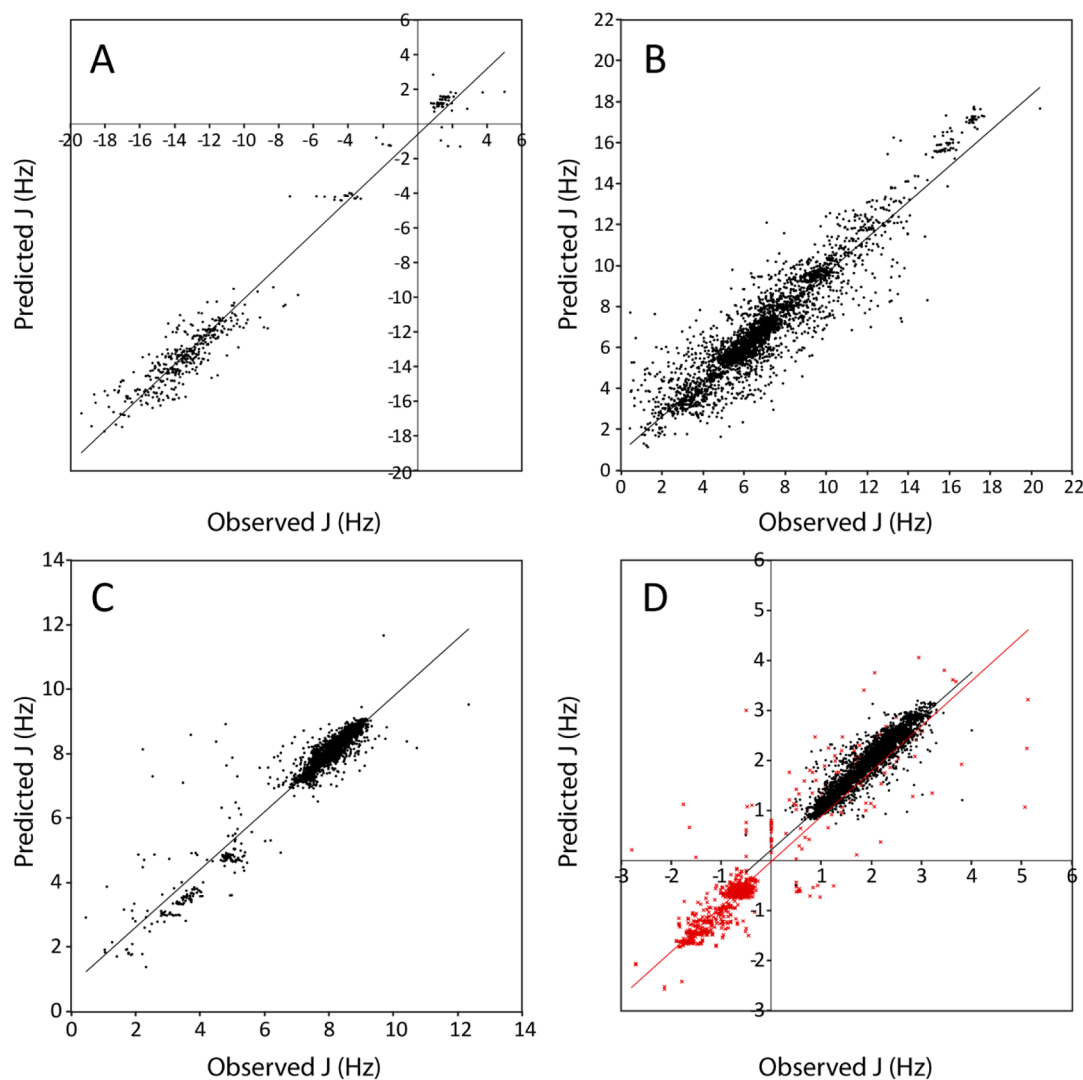 A
6
4
2
-20 -18 -16 -14 -12 -10 -8 -6 -4 4 6
-2
-4
-6
-8
-10
-12
-14
-16
-18
-20
Predicted J (Hz)
Observed J (Hz)
B
22
20
18
16
14
12
10
8
6
4
2
0
0 2 4 6 8 10 12 14 16 18 20 22
Predicted J (Hz)
Observed J (Hz)
C
14
12
10
8
6
4
2
0
0 2 4 6 8 10 12 14
Predicted J (Hz)
Observed J (Hz)
D
6
5
4
3
2
1
-3 -2 -1 1 2 3 4 5 6
-1
-2
-3
Predicted J (Hz)
Observed J (Hz)